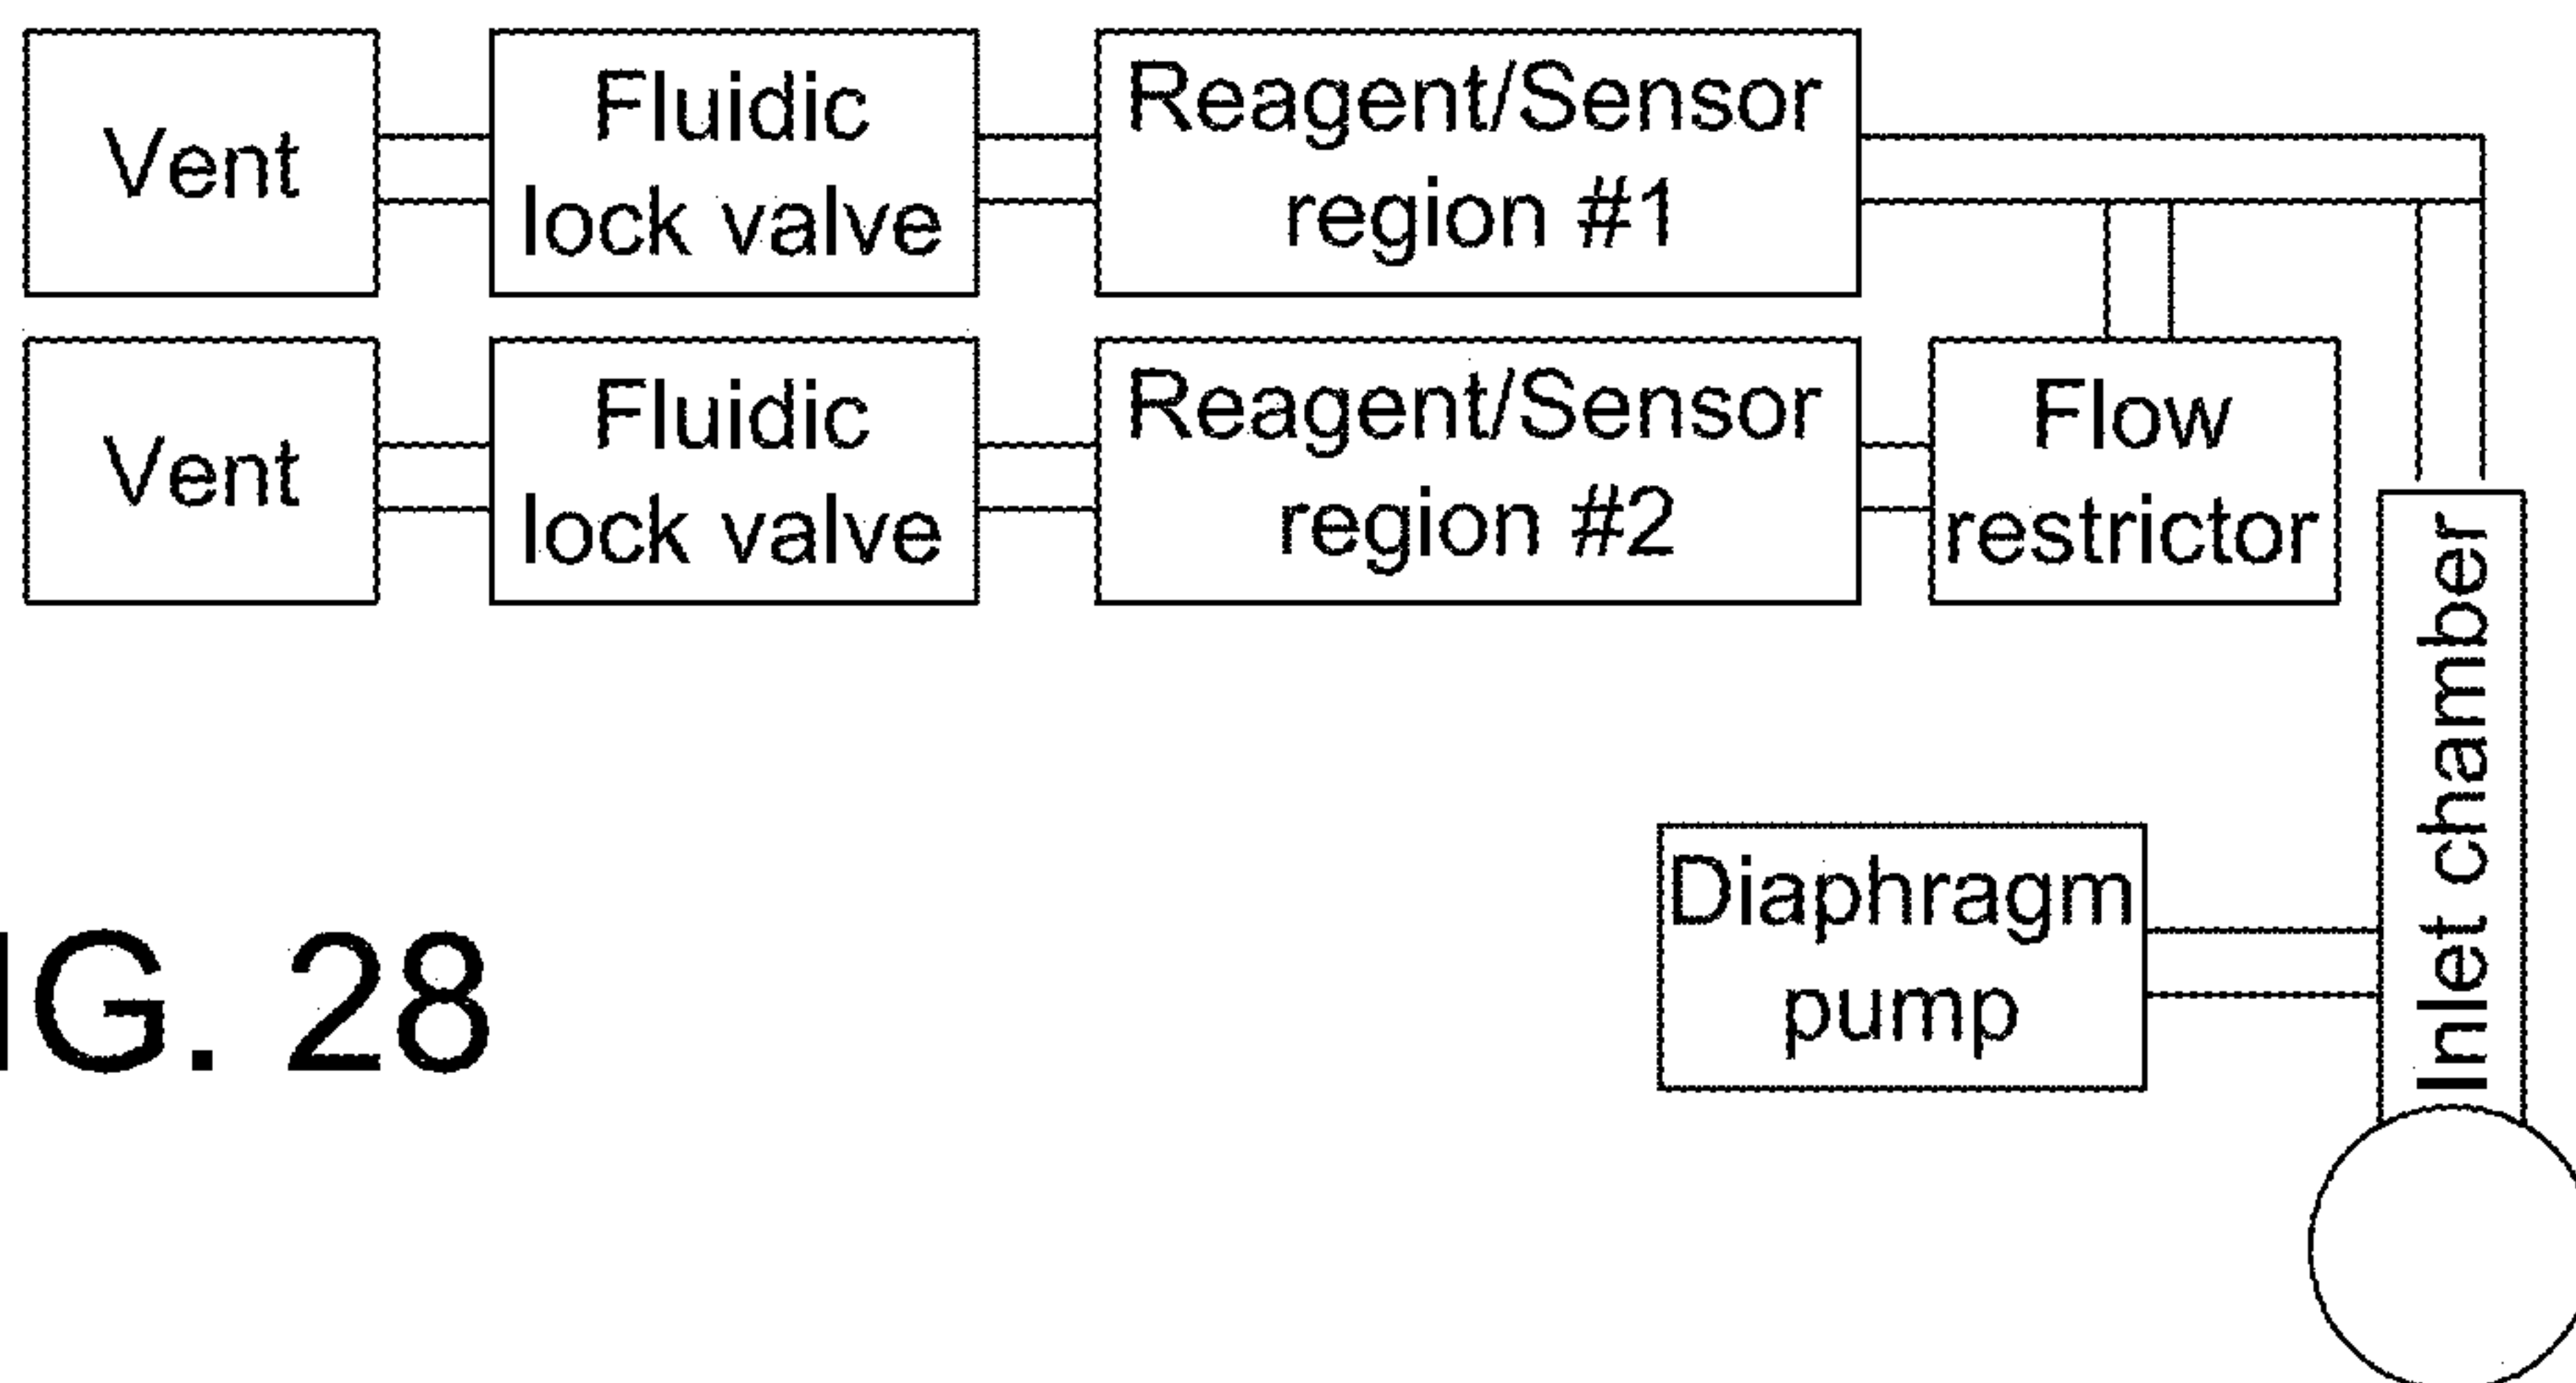 Vent
Fluidic
lock valve
Reagent/Sensor
region #1
Vent
Fluidic
lock valve
Reagent/Sensor
region #2
Flow
restrictor
Inlet chamber
Diaphragm
pump
IG. 28